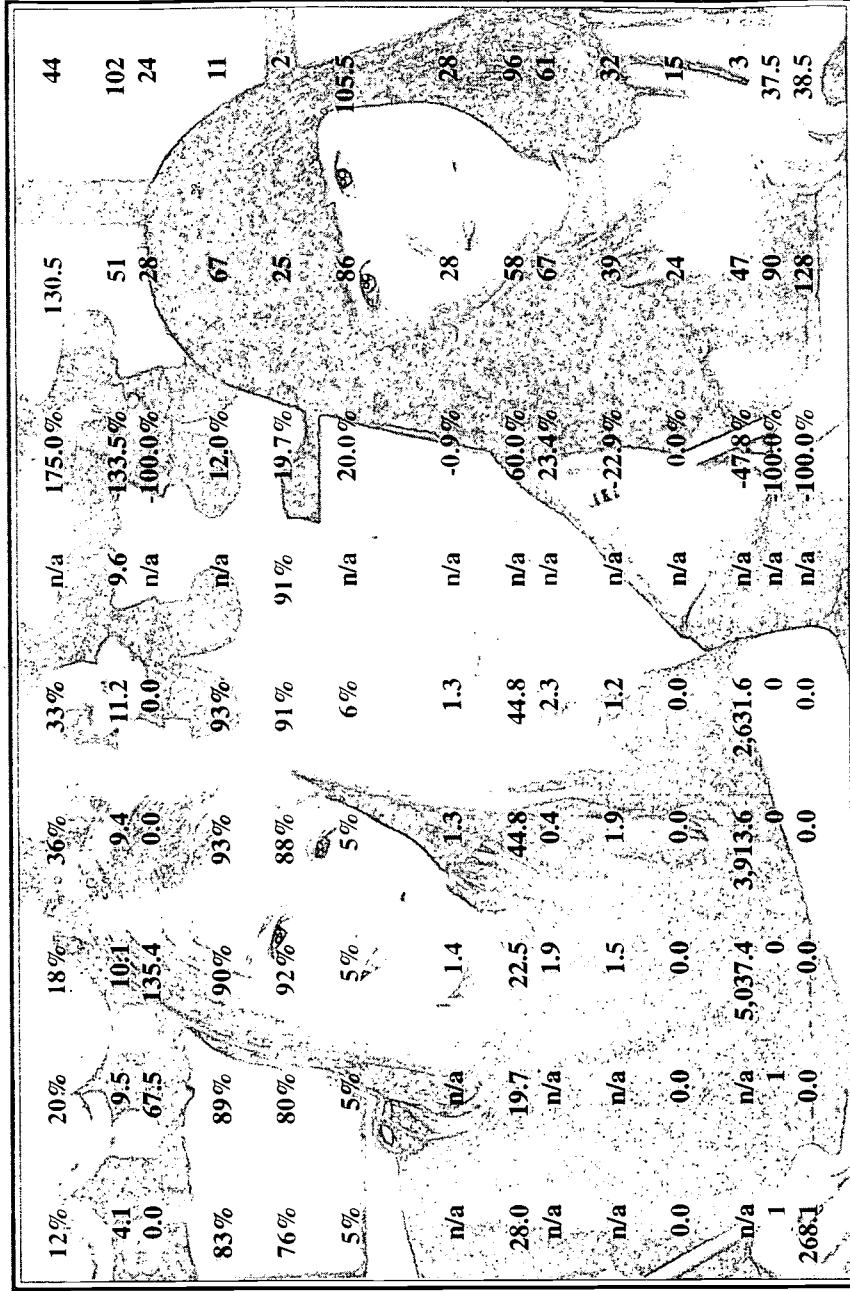 12% 20% 18% 36% 33% n/a 175.0% 130.5 44
4.1 9.5 10.1 9.4 11.2 9.6 -133.5% 51 102
0.0 67.5 135.4 0.0 0.0 n/a -100.0% 28 24
83% 89% 90% 93% 93% n/a 12.0% 67 11
76% 80% 92% 88% 91% 91% 19.7% 25 2
5% 5% 5% 5% 6% n/a 20.0% 86 105.5
n/a n/a 1.4 1.3 1.3 n/a -0.9% 28 28
28.0 19.7 22.5 44.8 44.8 n/a -60.0% 58 96
n/a n/a 1.9 0.4 2.3 n/a 23.4% 67 61
n/a n/a 1.5 1.9 1.2 n/a -22.9% 39 32
0.0 0.0 0.0 0.0 0.0 n/a 0.0% 24 15
n/a n/a 5,037.4 3,913.6 2,631.6 n/a -47.8% 47 3
1 1 0 0 0 n/a -100.0% 90 37.5
268.1 0.0 0.0 0.0 0.0 n/a -100.0% 128 38.5